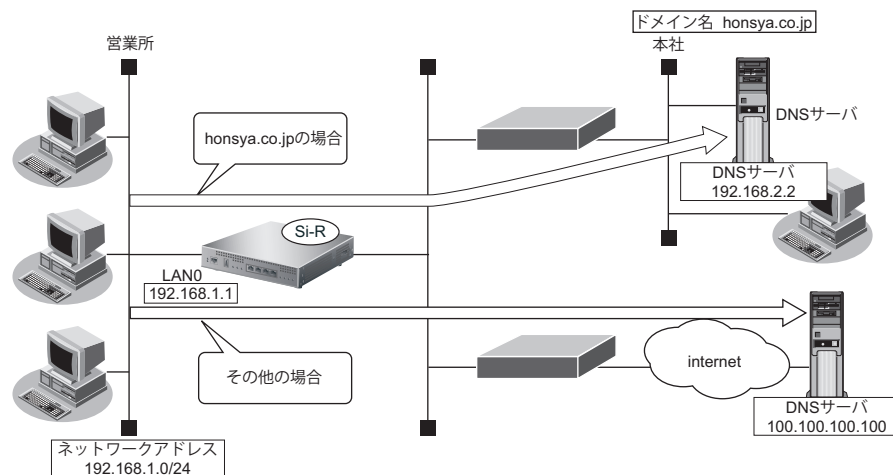 ドメイン名 honsya.co.jp
営業所
本社
honsya.co.jpの場合
DNSサーバ
DNSサーバ
192.168.2.2
Si-R
LAN0
192.168.1.1
その他の場合
internet
DNSサーバ
100.100.100.100
ネットワークアドレス
192.168.1.0/24